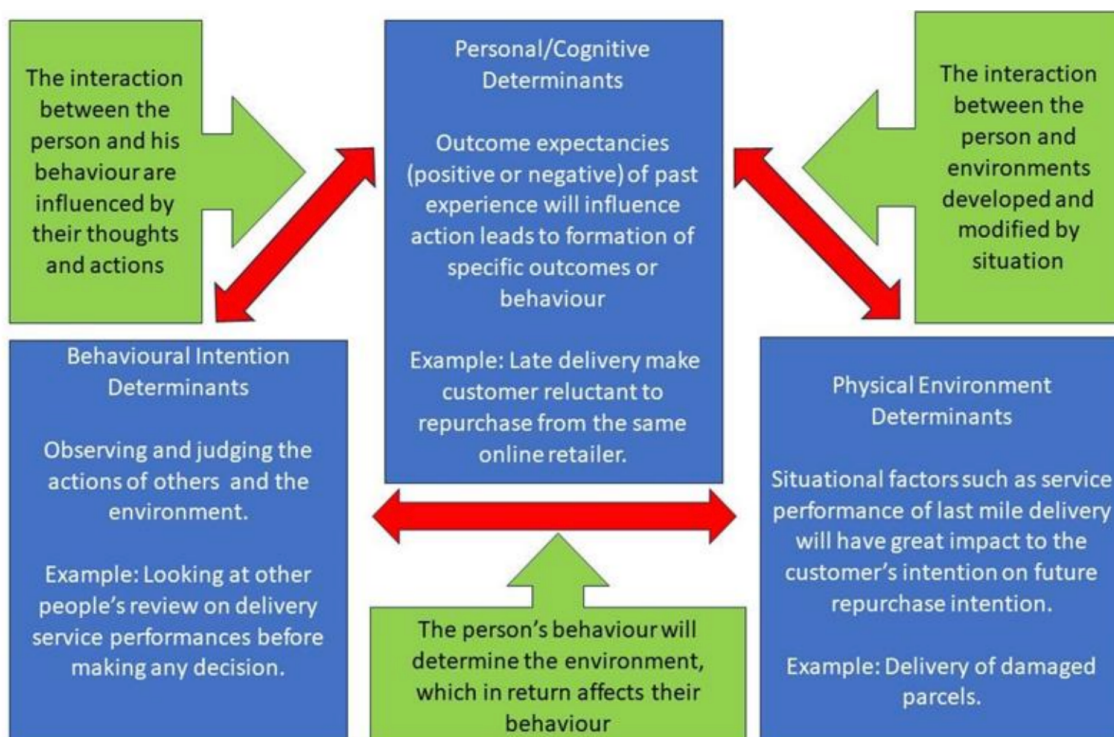 The interaction
between the
person and his
behaviour are
influenced by
their thoughts
and actions
Personal/Cognitive
Determinants
Outcome expectancies
(positive or negative) of past
experience will influence
action leads to formation of
specific outcomes or
behaviour
Example: Late delivery make
customer reluctant to
repurchase from the same
online retailer.
The interaction
between the
person and
environments
developed and
modified by
situation
Behavioural Intention
Determinants
Observing and judging the
actions of others and the
environment.
Example: Looking at other
people’s review on delivery
service performances before
making any decision.
The person’s behaviour will
determine the environment,
which in return affects their
behaviour
Physical Environment
Determinants
Situational factors such as service
performance of last mile delivery
will have great impact to the
customer’s intention on future
repurchase intention.
Example: Delivery of damaged
parcels.